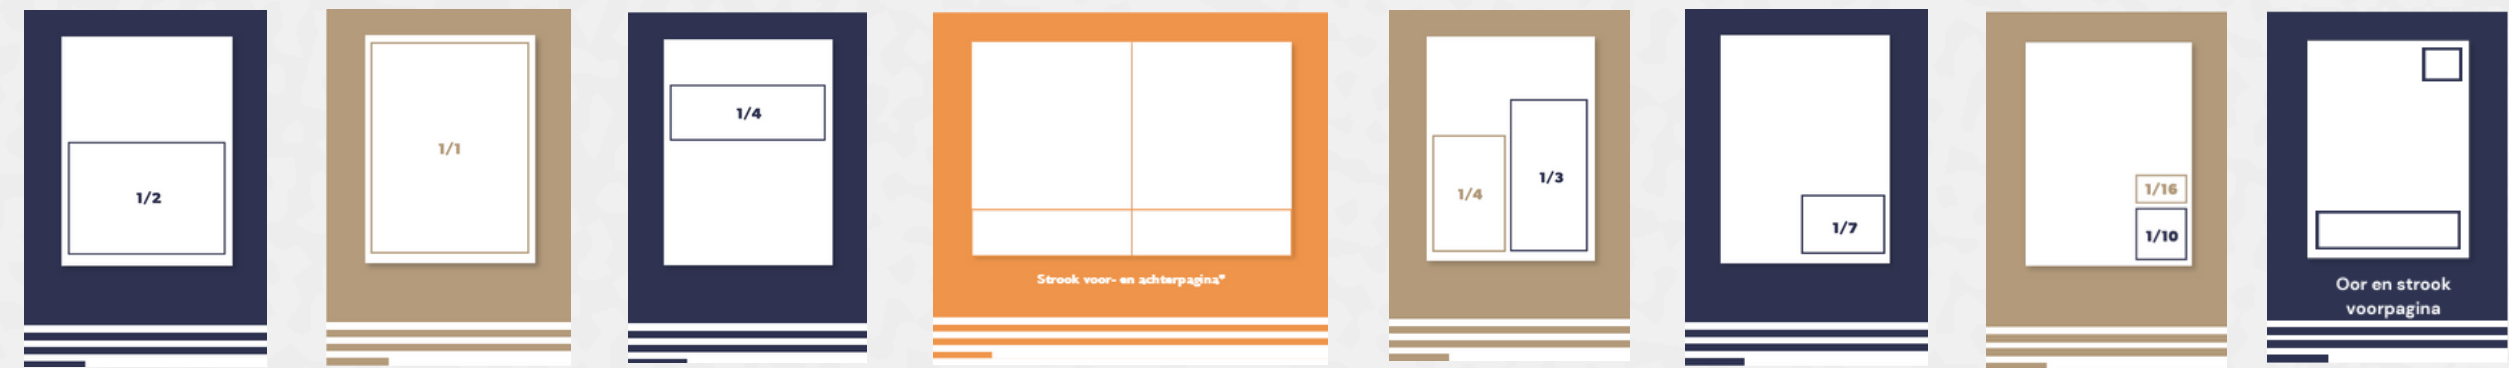 1/2
1/1
1/4
Strook voor- en achterpagina*
1/4
1/3
1/7
1/16
1/10
Oor en strook
voorpagina